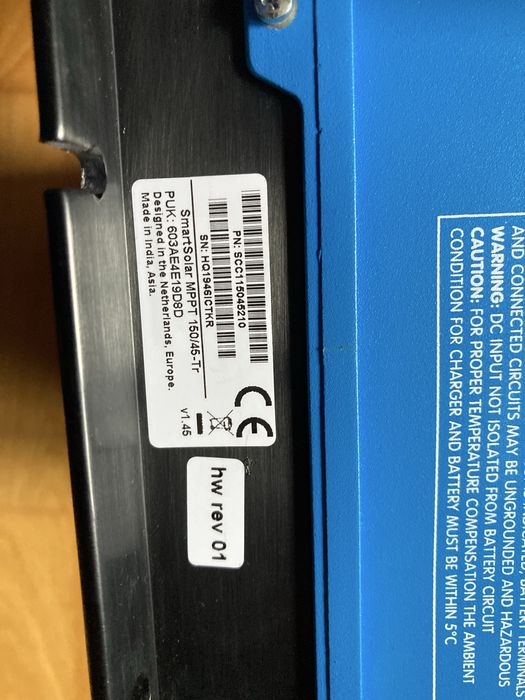 PN: SCC115045210
SN: HQ1946ICTKR
SmartSolar MPPT 150/45-Tr
PUK: 603AE4E19D8D
v1.45
Designed in the Netherlands, Europe.
Made in India, Asia.
CE
hw rev 01
AND CONNECTED CIRCUITS MAY BE UNGROUNDED AND HAZARDOUS
WARNING: DC INPUT NOT ISOLATED FROM BATTERY CIRCUIT
CAUTION: FOR PROPER TEMPERATURE COMPENSATION THE AMBIENT
CONDITION FOR CHARGER AND BATTERY MUST BE WITHIN 5°C